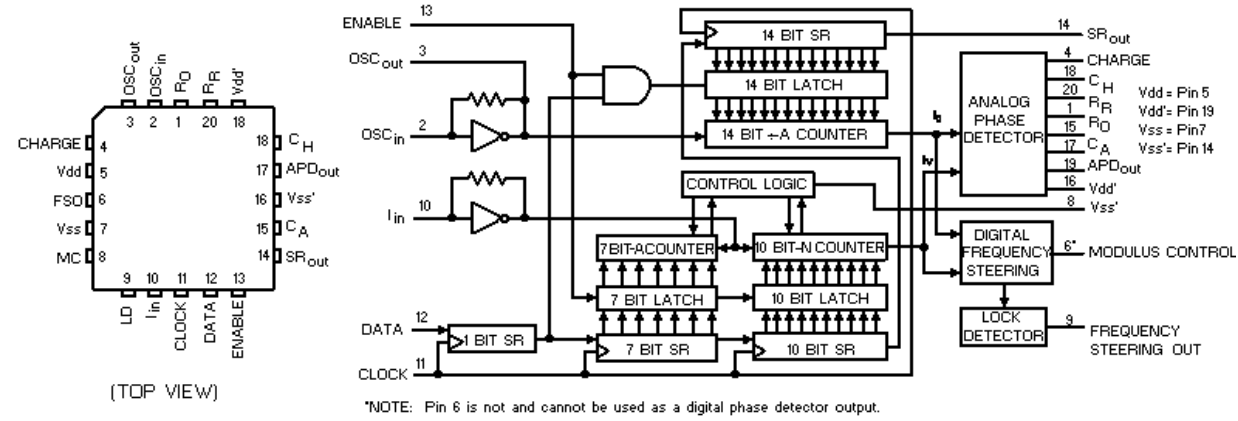 OSCout
OSCin
RO
RR
Vdd'
3 2 1 20 18
CHARGE 4
Vdd 5
FSO 6
Vss 7
MC 8
18 CH
17 APDout
16 Vss'
15 CA
14 SRout
9 10 11 12 13
LD
Iin
CLOCK
DATA
ENABLE
(TOP VIEW)
ENABLE 13
OSCout 3
OSCin 2
Iin 10
DATA 12
CLOCK 11
14 BIT SR
14 BIT LATCH
14 BIT ÷A COUNTER
CONTROL LOGIC
7 BIT-ACOUNTER
10 BIT-N COUNTER
7 BIT LATCH
10 BIT LATCH
1 BIT SR
7 BIT SR
10 BIT SR
fV
ANALOG
PHASE
DETECTOR
DIGITAL
FREQUENCY
STEERING
LOCK
DETECTOR
14 SRout
4 CHARGE
18 CH
20 RR
1 RO
15 CA
17 APDout
19 Vdd'
16 Vss'
8
6* MODULUS CONTROL
9 FREQUENCY
STEERING OUT
Vdd = Pin 5
Vdd' = Pin 19
Vss = Pin7
Vss' = Pin 14
*NOTE: Pin 6 is not and cannot be used as a digital phase detector output.